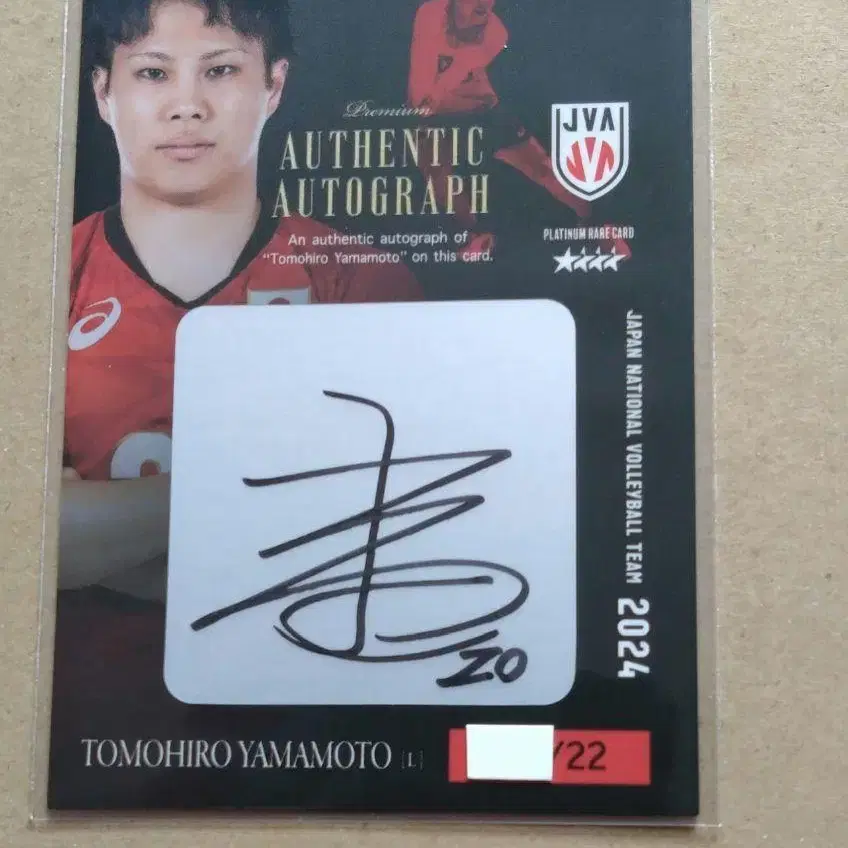 Premium
AUTHENTIC
AUTOGRAPH
An authentic autograph of
"Tomohiro Yamamoto" on this card.
JVA
PLATINUM RARE CARD
JAPAN NATIONAL VOLLEYBALL TEAM 2024
20
TOMOHIRO YAMAMOTO [L]
/22